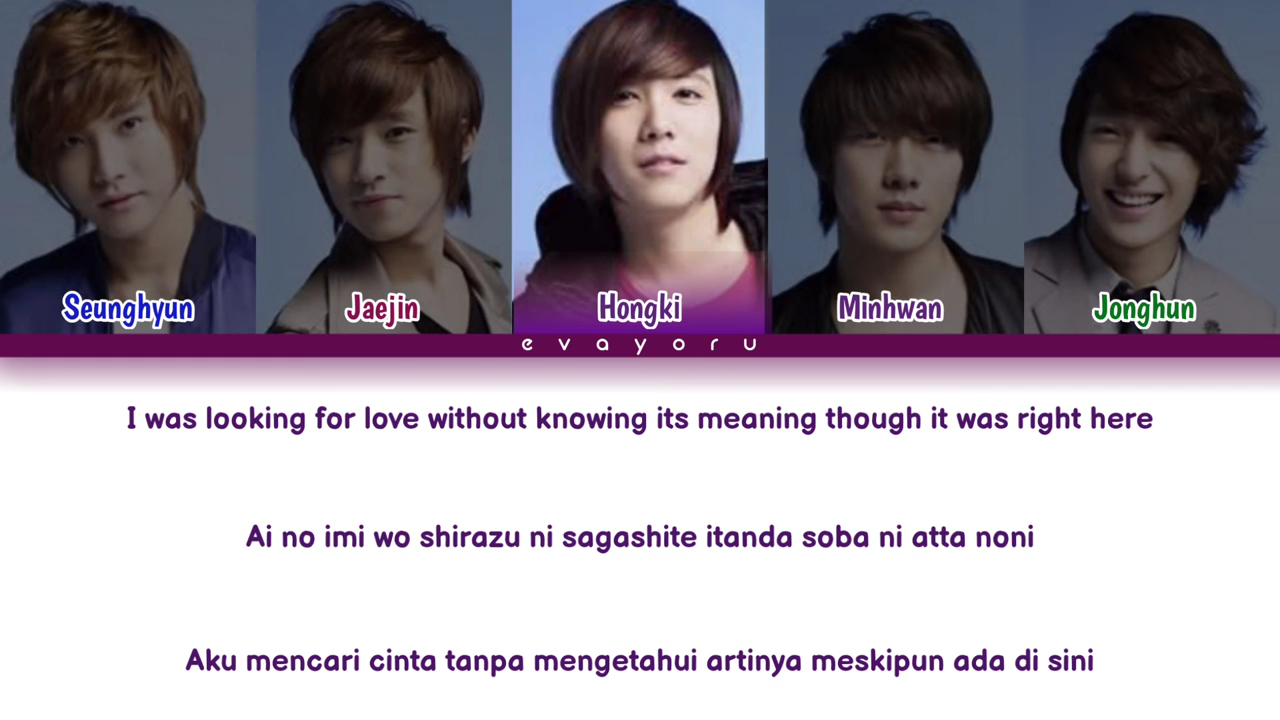 Seunghyun
Jaejin
Hongki
Minhwan
Jonghun
evayoru
I was looking for love without knowing its meaning though it was right here
Ai no imi wo shirazu ni sagashite itanda soba ni atta noni
Aku mencari cinta tanpa mengetahui artinya meskipun ada di sini